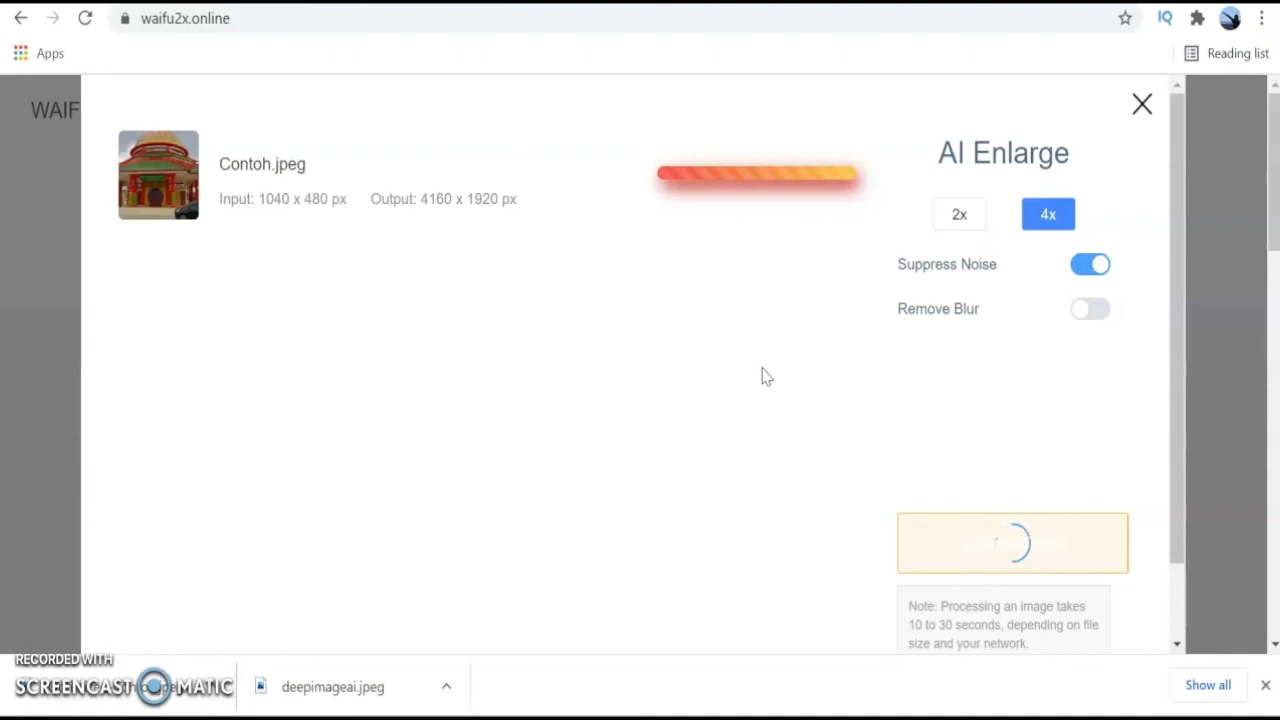 waifu2x.online
IQ
Apps
Reading list
WAIF
Contoh.jpeg
Input: 1040 x 480 px Output: 4160 x 1920 px
AI Enlarge
2x 4x
Suppress Noise
Remove Blur
Note: Processing an image takes
10 to 30 seconds, depending on file
size and your network.
RECORDED WITH
SCREENCAST MATIC
deepimageai.jpeg
Show all